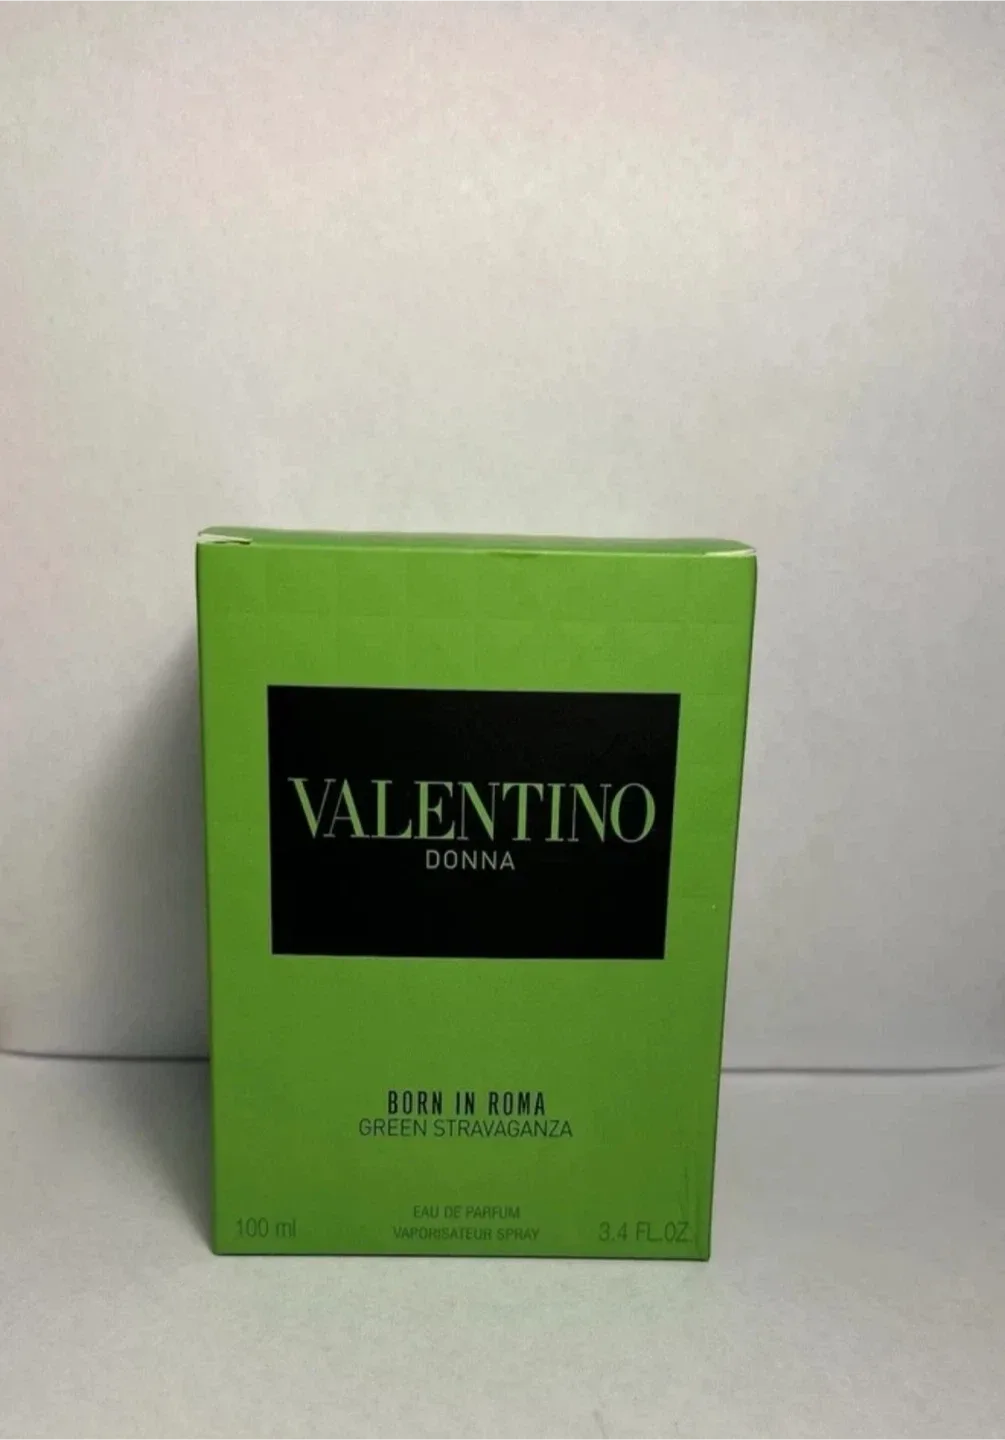 VALENTINO
DONNA
BORN IN ROMA
GREEN STRAVAGANZA
EAU DE PARFUM
100 ml VAPORISATEUR SPRAY 3.4 FL.OZ.